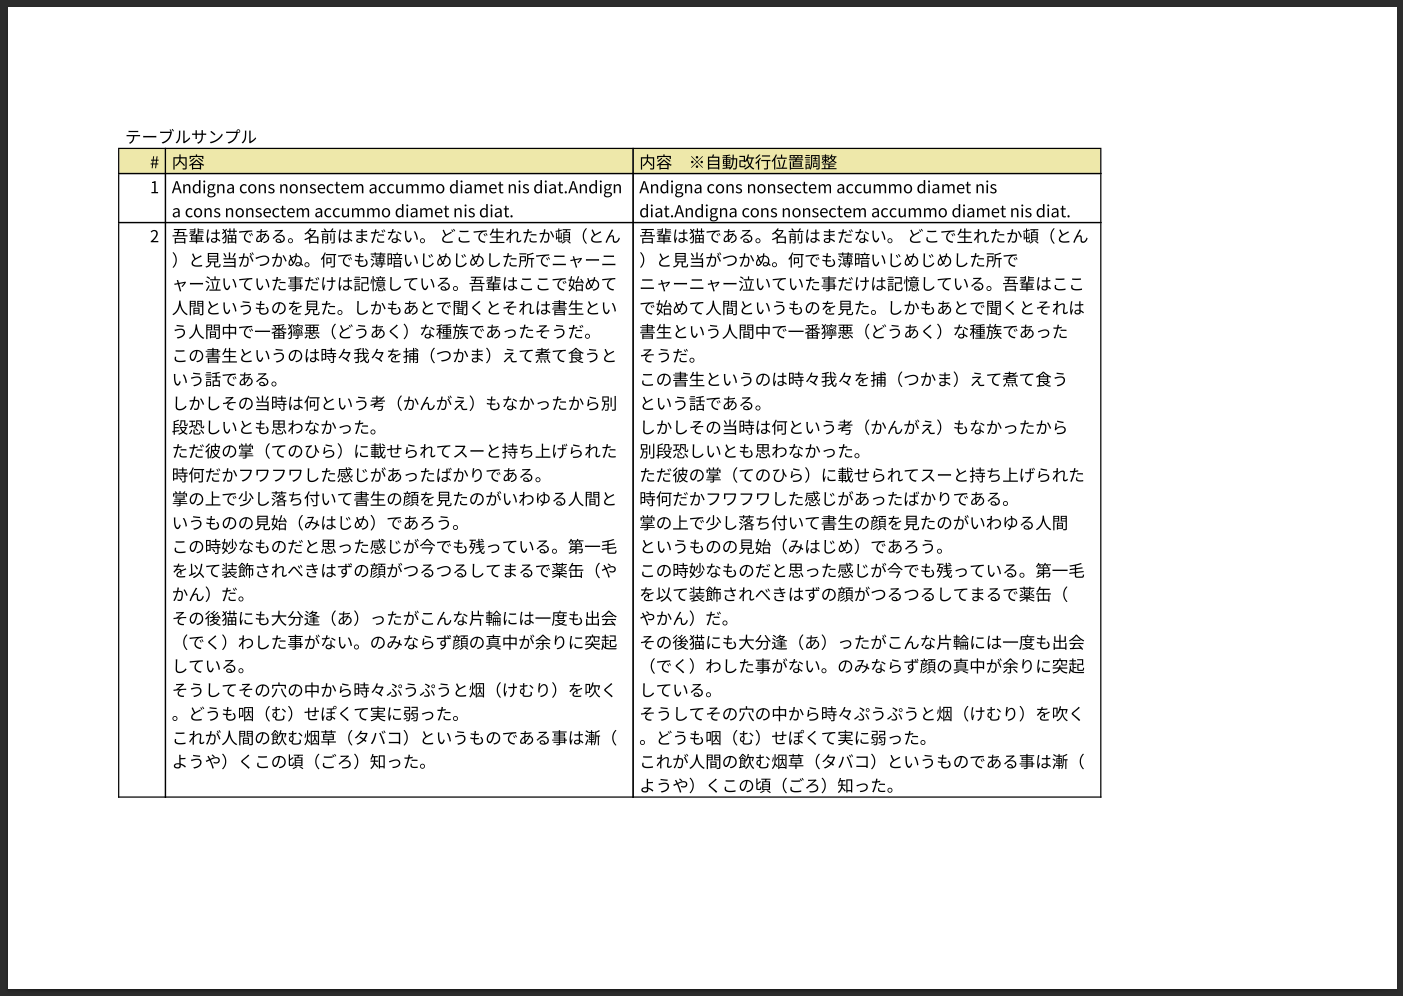 テーブルサンプル
# 内容 内容　※自動改行位置調整
1
Andigna cons nonsectem accummo diamet nis diat.Andign
a cons nonsectem accummo diamet nis diat.
Andigna cons nonsectem accummo diamet nis
diat.Andigna cons nonsectem accummo diamet nis diat.
2
吾輩は猫である。名前はまだない。 どこで生れたか頓（とん
）と見当がつかぬ。何でも薄暗いじめじめした所でニャーニ
ャー泣いていた事だけは記憶している。吾輩はここで始めて
人間というものを見た。しかもあとで聞くとそれは書生とい
う人間中で一番獰悪（どうあく）な種族であったそうだ。
この書生というのは時々我々を捕（つかま）えて煮て食うと
いう話である。
しかしその当時は何という考（かんがえ）もなかったから別
段恐しいとも思わなかった。
ただ彼の掌（てのひら）に載せられてスーと持ち上げられた
時何だかフワフワした感じがあったばかりである。
掌の上で少し落ち付いて書生の顔を見たのがいわゆる人間と
いうものの見始（みはじめ）であろう。
この時妙なものだと思った感じが今でも残っている。第一毛
を以て装飾されべきはずの顔がつるつるしてまるで薬缶（や
かん）だ。
その後猫にも大分逢（あ）ったがこんな片輪には一度も出会
（でく）わした事がない。のみならず顔の真中が余りに突起
している。
そうしてその穴の中から時々ぷうぷうと烟（けむり）を吹く
。どうも咽（む）せぽくて実に弱った。
これが人間の飲む烟草（タバコ）というものである事は漸（
ようや）くこの頃（ごろ）知った。
吾輩は猫である。名前はまだない。 どこで生れたか頓（とん
）と見当がつかぬ。何でも薄暗いじめじめした所で
ニャーニャー泣いていた事だけは記憶している。吾輩はここ
で始めて人間というものを見た。しかもあとで聞くとそれは
書生という人間中で一番獰悪（どうあく）な種族であった
そうだ。
この書生というのは時々我々を捕（つかま）えて煮て食う
という話である。
しかしその当時は何という考（かんがえ）もなかったから
別段恐しいとも思わなかった。
ただ彼の掌（てのひら）に載せられてスーと持ち上げられた
時何だかフワフワした感じがあったばかりである。
掌の上で少し落ち付いて書生の顔を見たのがいわゆる人間
というものの見始（みはじめ）であろう。
この時妙なものだと思った感じが今でも残っている。第一毛
を以て装飾されべきはずの顔がつるつるしてまるで薬缶（
やかん）だ。
その後猫にも大分逢（あ）ったがこんな片輪には一度も出会
（でく）わした事がない。のみならず顔の真中が余りに突起
している。
そうしてその穴の中から時々ぷうぷうと烟（けむり）を吹く
。どうも咽（む）せぽくて実に弱った。
これが人間の飲む烟草（タバコ）というものである事は漸（
ようや）くこの頃（ごろ）知った。